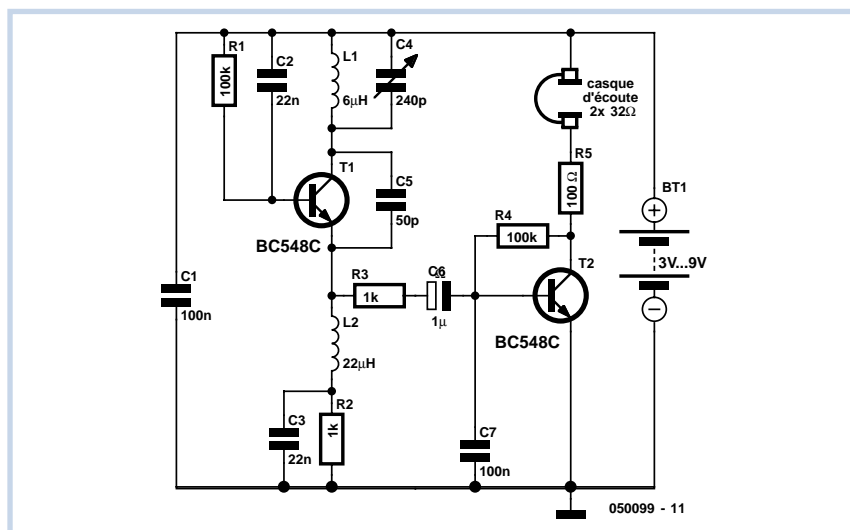 R1
100k
C2
22n
L1
6µH
C4
240p
casque
d'écoute
2x 32Ω
T1
BC548C
C5
50p
R5
100 Ω
BT1
3V...9V
R4
100k
T2
BC548C
C1
100n
R3
1k
C6
1µ
L2
22µH
C3
22n
R2
1k
C7
100n
050099 - 11